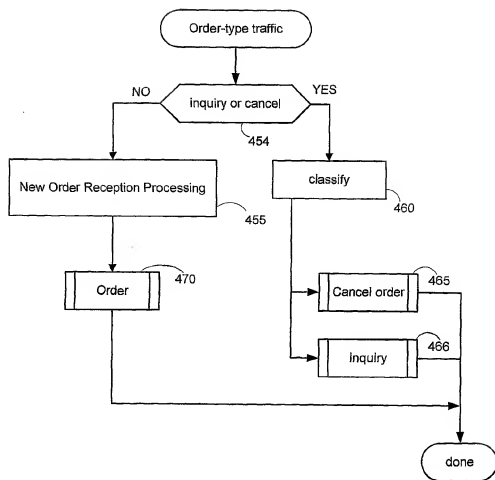 Order-type traffic
NO
YES
inquiry or cancel
454
New Order Reception Processing
455
classify
460
470
Order
465
Cancel order
466
inquiry
done